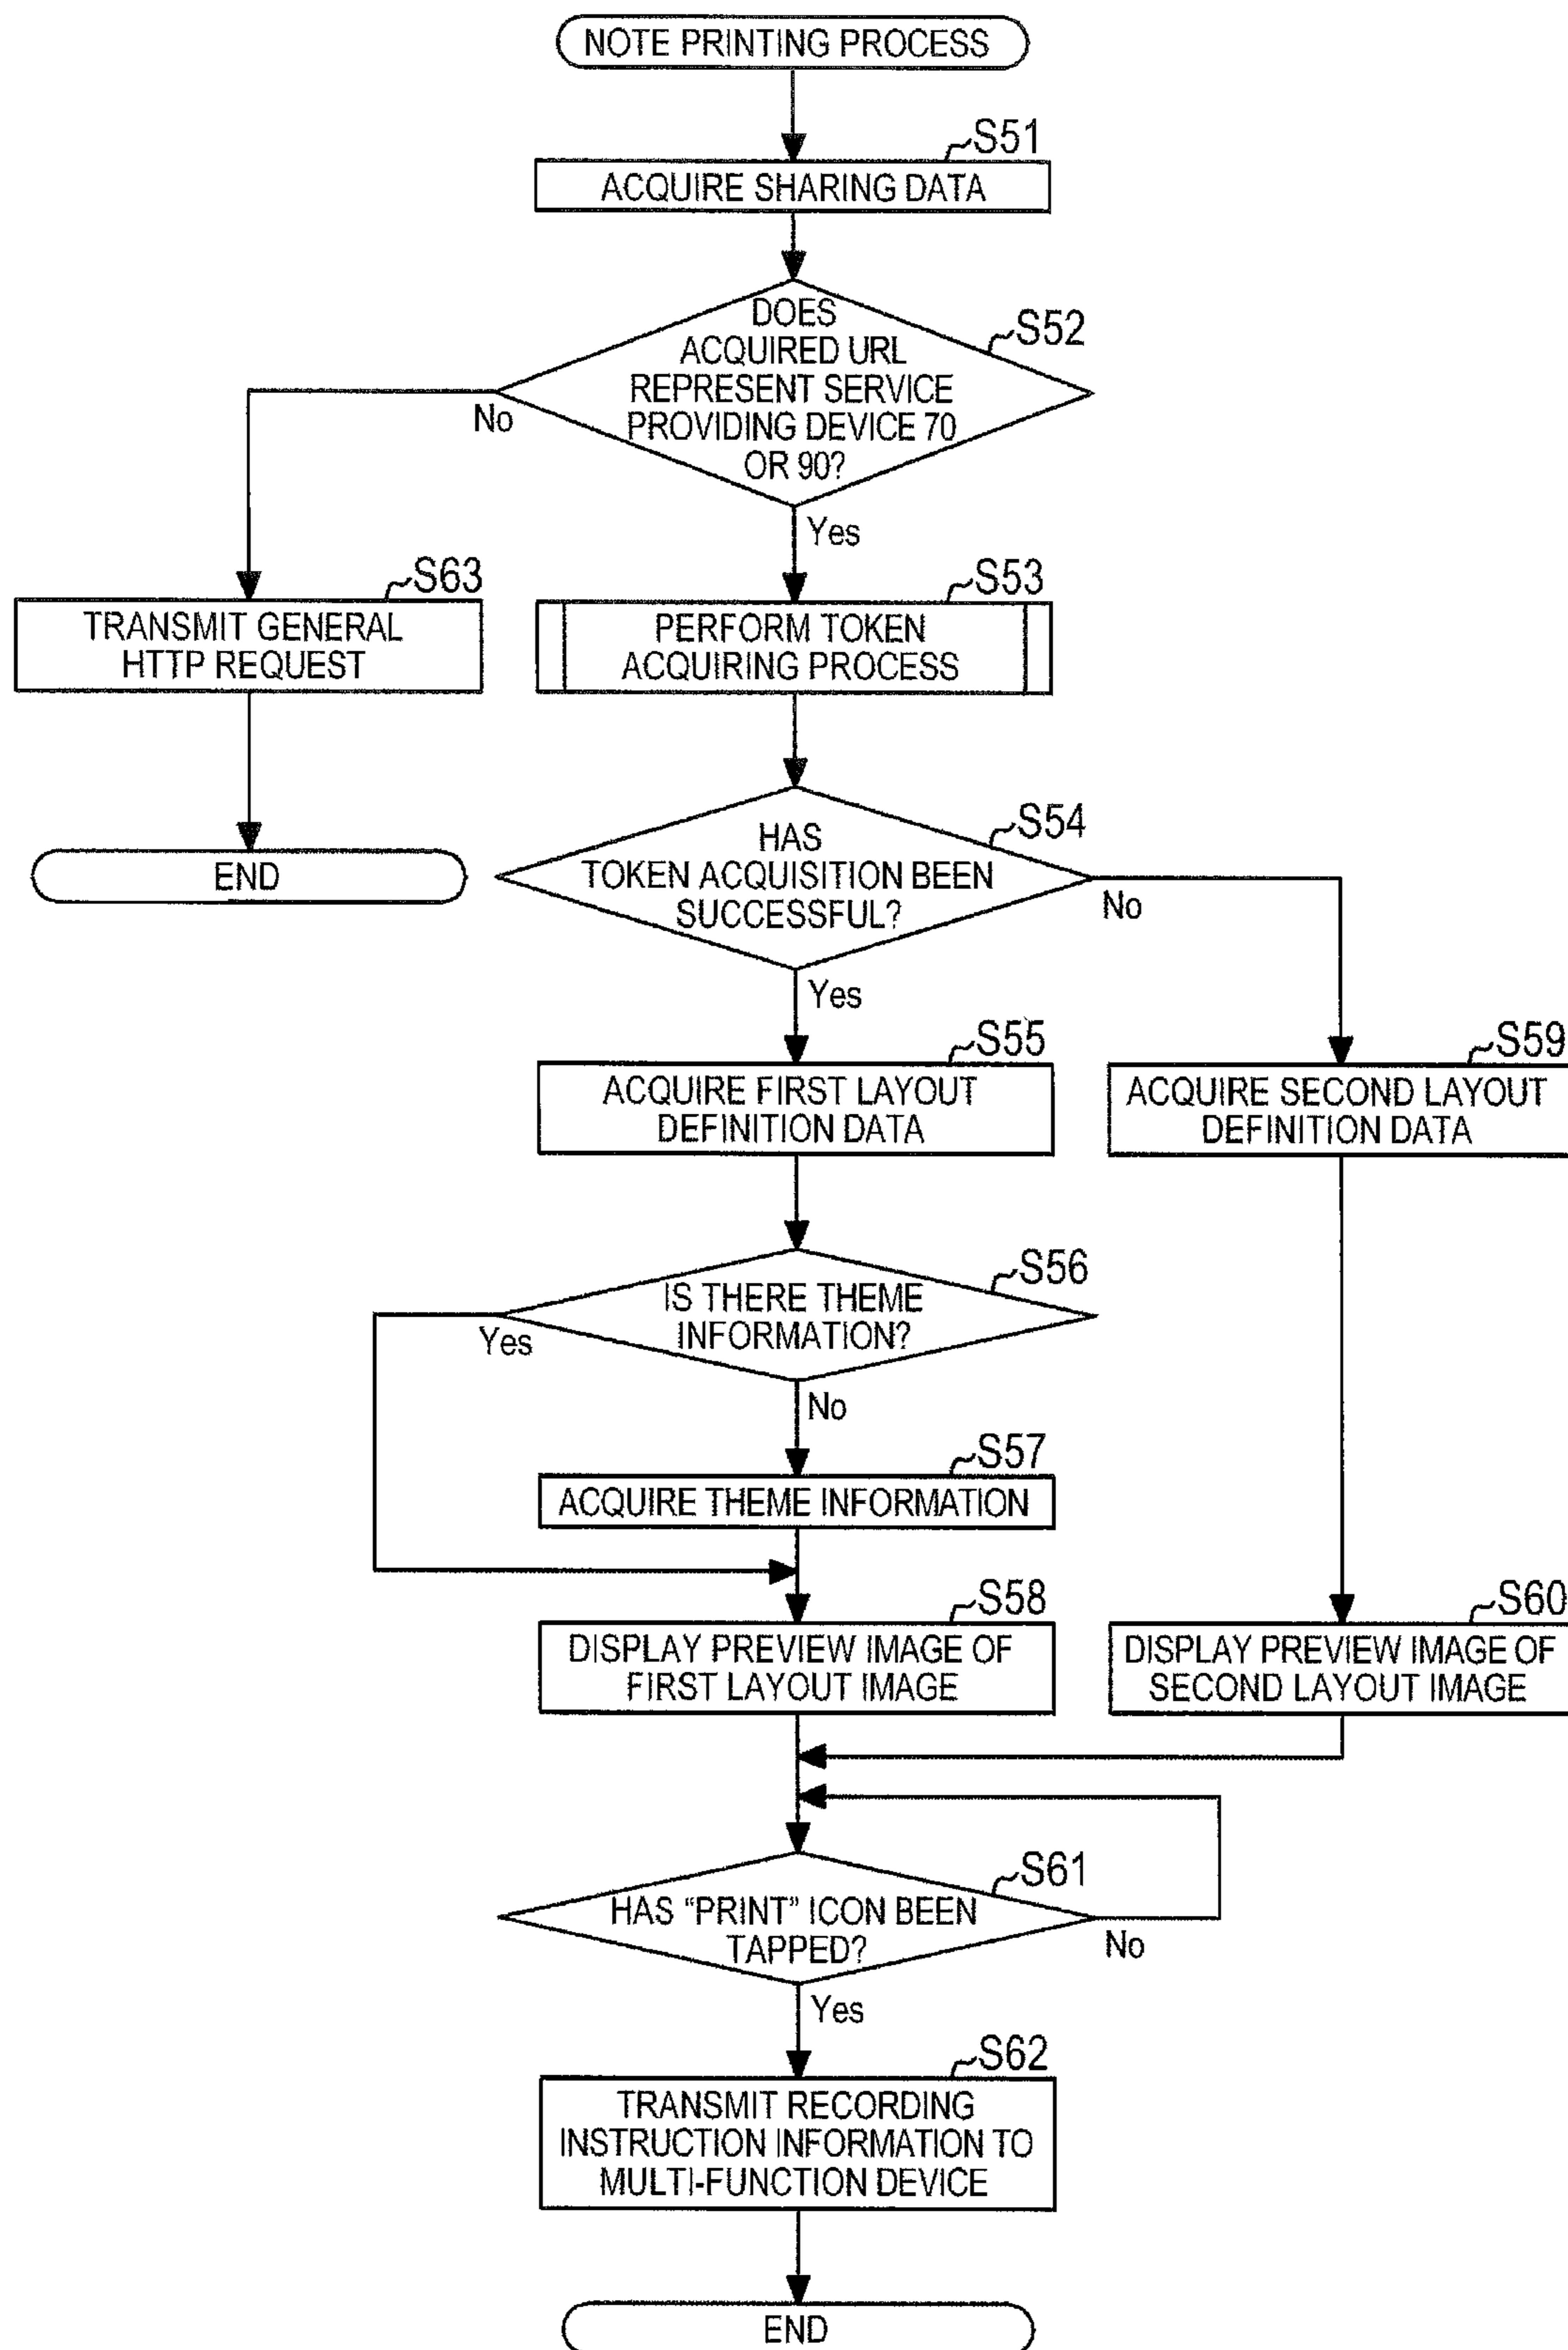 NOTE PRINTING PROCESS
S51
ACQUIRE SHARING DATA
S52
DOES
ACQUIRED URL
REPRESENT SERVICE
PROVIDING DEVICE 70
OR 90?
No
Yes
S63
TRANSMIT GENERAL
HTTP REQUEST
END
S53
PERFORM TOKEN
ACQUIRING PROCESS
S54
HAS
TOKEN ACQUISITION BEEN
SUCCESSFUL?
No
Yes
S55
ACQUIRE FIRST LAYOUT
DEFINITION DATA
S59
ACQUIRE SECOND LAYOUT
DEFINITION DATA
S56
IS THERE THEME
INFORMATION?
Yes
No
S57
ACQUIRE THEME INFORMATION
S58
DISPLAY PREVIEW IMAGE OF
FIRST LAYOUT IMAGE
S60
DISPLAY PREVIEW IMAGE OF
SECOND LAYOUT IMAGE
S61
HAS “PRINT” ICON BEEN
TAPPED?
No
Yes
S62
TRANSMIT RECORDING
INSTRUCTION INFORMATION TO
MULTI-FUNCTION DEVICE
END